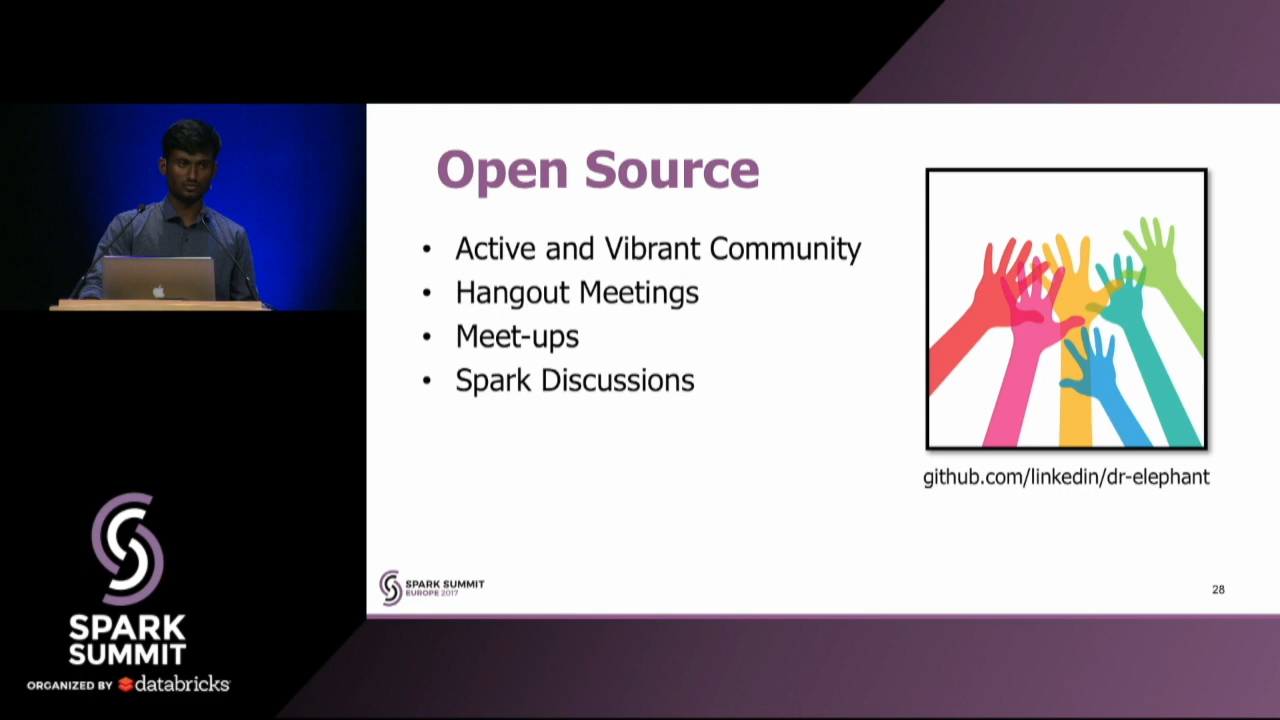 Open Source
• Active and Vibrant Community
• Hangout Meetings
• Meet-ups
• Spark Discussions
github.com/linkedin/dr-elephant
SPARK SUMMIT
EUROPE 2017
28
SPARK
SUMMIT
ORGANIZED BY databricks